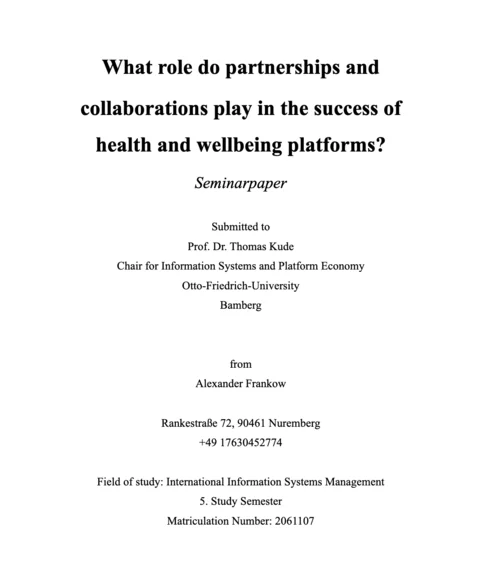 What role do partnerships and
collaborations play in the success of
health and wellbeing platforms?
Seminarpaper
Submitted to
Prof. Dr. Thomas Kude
Chair for Information Systems and Platform Economy
Otto-Friedrich-University
Bamberg
from
Alexander Frankow
Rankestraße 72, 90461 Nuremberg
+49 17630452774
Field of study: International Information Systems Management
5. Study Semester
Matriculation Number: 2061107